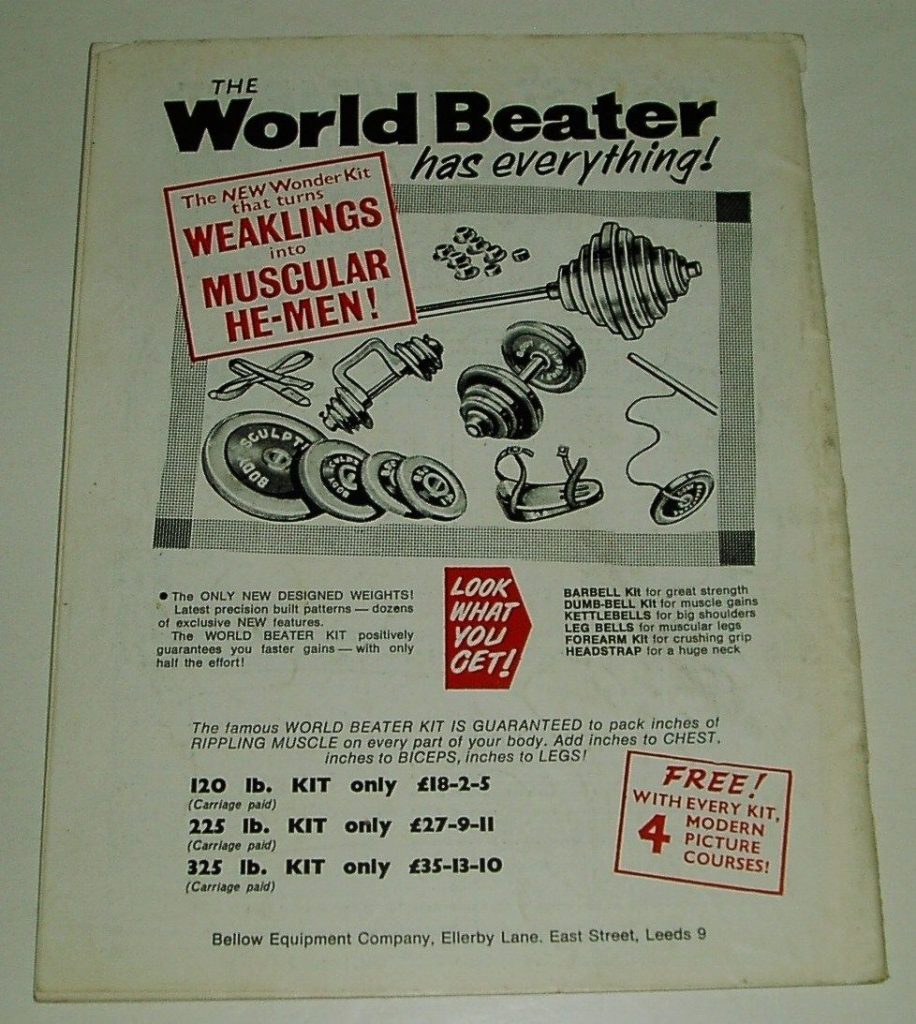 THE
World Beater
has everything!
The NEW Wonder Kit
that turns
WEAKLINGS
into
MUSCULAR
HE-MEN!
BODY SCULPT
● The ONLY NEW DESIGNED WEIGHTS!
Latest precision built patterns — dozens
of exclusive NEW features.
The WORLD BEATER KIT positively
guarantees you faster gains — with only
half the effort!
LOOK
WHAT
YOU
GET!
BARBELL Kit for great strength
DUMB-BELL Kit for muscle gains
KETTLEBELLS for big shoulders
LEG BELLS for muscular legs
FOREARM Kit for crushing grip
HEADSTRAP for a huge neck
The famous WORLD BEATER KIT IS GUARANTEED to pack inches of
RIPPLING MUSCLE on every part of your body. Add inches to CHEST,
inches to BICEPS, inches to LEGS!
120 lb. KIT only £18-2-5
(Carriage paid)
225 lb. KIT only £27-9-11
(Carriage paid)
325 lb. KIT only £35-13-10
(Carriage paid)
FREE!
WITH EVERY KIT,
4 MODERN
PICTURE
COURSES!
Bellow Equipment Company, Ellerby Lane. East Street, Leeds 9